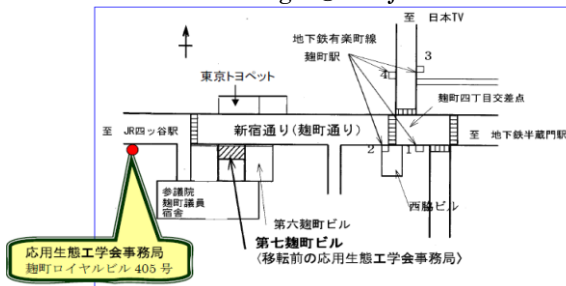 至 日本TV
地下鉄有楽町線
麹町駅
3
4
東京トヨペット
麹町四丁目交差点
至 JR四ッ谷駅
新宿通り(麹町通り)
至 地下鉄半蔵門駅
2
1
参議院
麹町議員
宿舎
第六麹町ビル
西脇ビル
第七麹町ビル
(移転前の応用生態工学会事務局)
応用生態工学会事務局
麹町ロイヤルビル 405 号